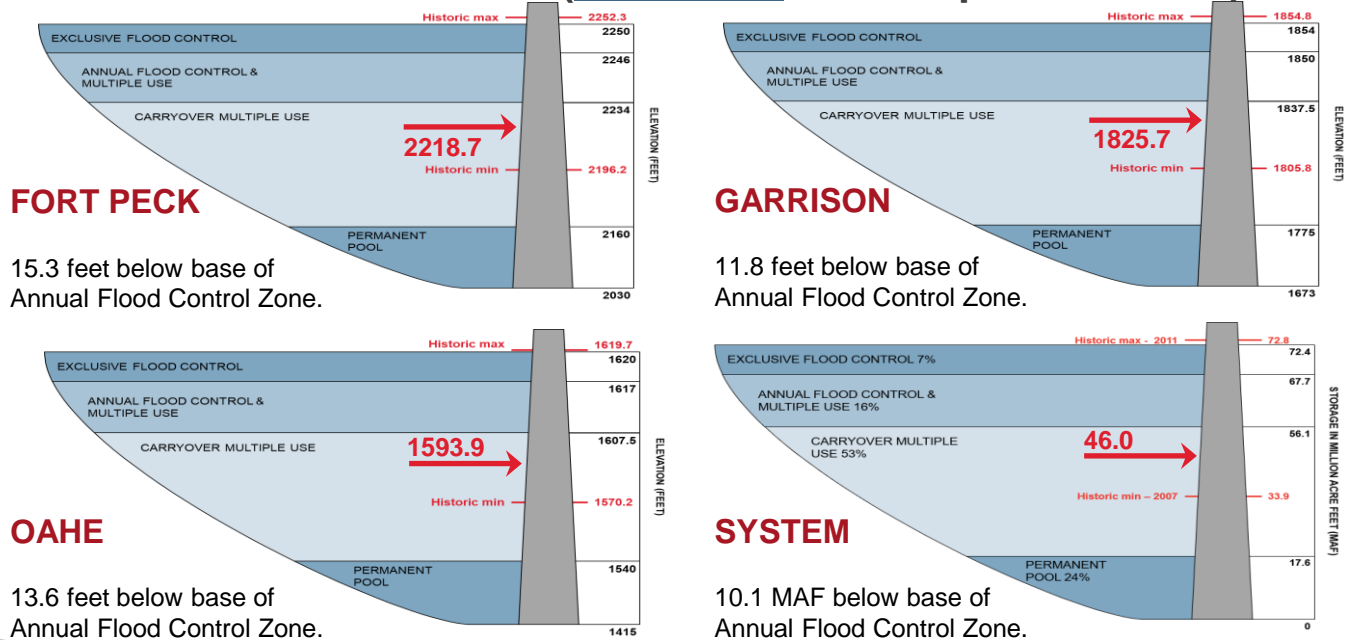 Historic max
2252.3
2250
EXCLUSIVE FLOOD CONTROL
2246
ANNUAL FLOOD CONTROL &
MULTIPLE USE
2234
CARRYOVER MULTIPLE USE
2218.7
Historic min
2196.2
ELEVATION (FEET)
FORT PECK
2160
PERMANENT
POOL
15.3 feet below base of
Annual Flood Control Zone.
2030
Historic max
1854.8
1854
EXCLUSIVE FLOOD CONTROL
1850
ANNUAL FLOOD CONTROL &
MULTIPLE USE
1837.5
CARRYOVER MULTIPLE USE
1825.7
Historic min
1805.8
ELEVATION (FEET)
GARRISON
1775
PERMANENT
POOL
11.8 feet below base of
Annual Flood Control Zone.
1673
Historic max
1619.7
1620
EXCLUSIVE FLOOD CONTROL
1617
ANNUAL FLOOD CONTROL &
MULTIPLE USE
1607.5
CARRYOVER MULTIPLE USE
1593.9
Historic min
1570.2
ELEVATION (FEET)
OAHE
1540
PERMANENT
POOL
13.6 feet below base of
Annual Flood Control Zone.
1415
Historic max - 2011
72.8
72.4
EXCLUSIVE FLOOD CONTROL 7%
67.7
ANNUAL FLOOD CONTROL &
MULTIPLE USE 16%
56.1
CARRYOVER MULTIPLE
USE 53%
46.0
Historic min – 2007
33.9
STORAGE IN MILLION ACRE FEET (MAF)
SYSTEM
17.6
PERMANENT
POOL 24%
10.1 MAF below base of
Annual Flood Control Zone.
0